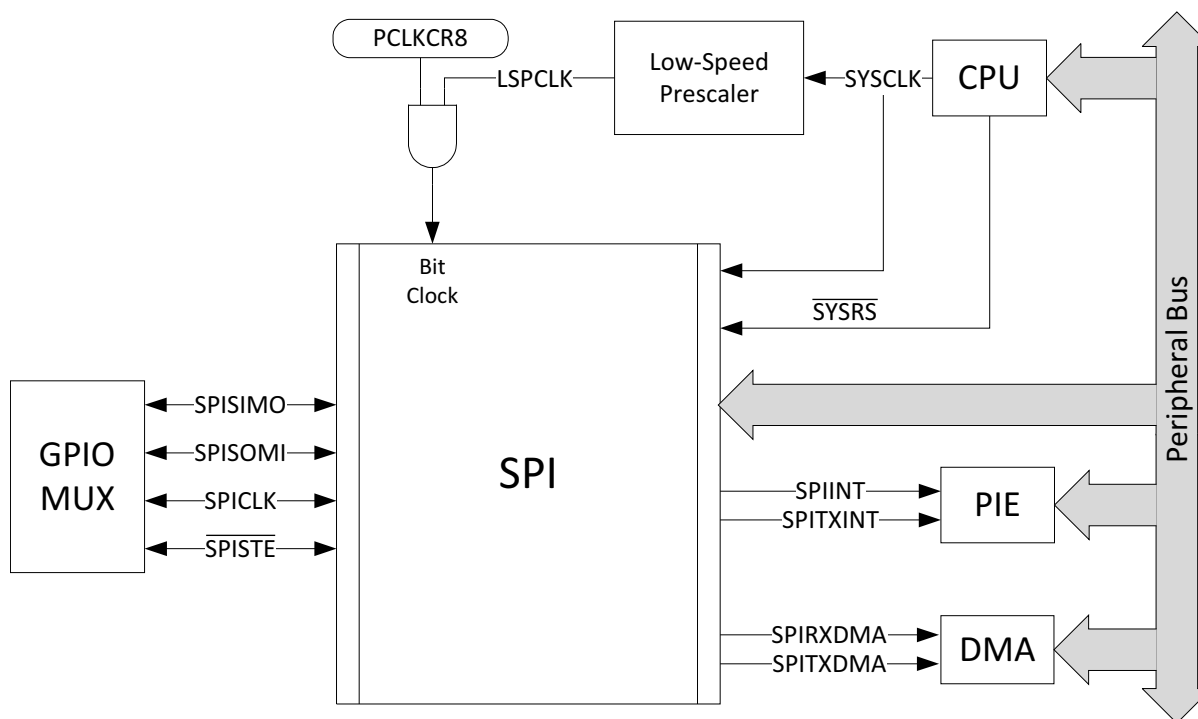 PCLKCR8
LSPCLK
Low-Speed
Prescaler
SYSCLK
CPU
Bit
Clock
SYSRS
Peripheral Bus
GPIO
MUX
SPISIMO
SPISOMI
SPICLK
SPISTE
SPI
SPIINT
SPITXINT
PIE
SPIRXDMA
SPITXDMA
DMA